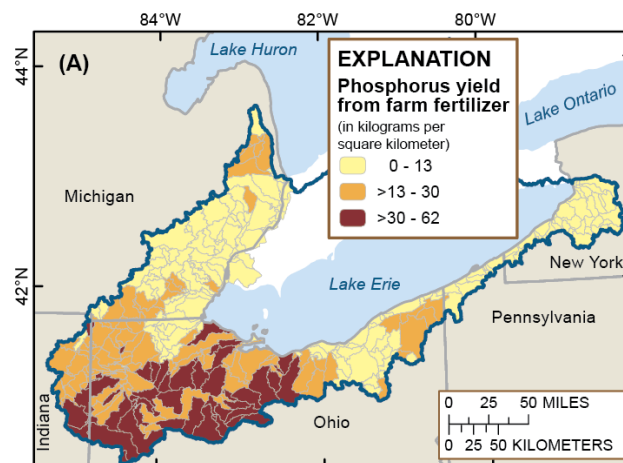 84°W
82°W
80°W
44°N
(A)
Lake Huron
EXPLANATION
Phosphorus yield
from farm fertilizer
(in kilograms per
square kilometer)
0 - 13
>13 - 30
>30 - 62
Lake Ontario
Michigan
42°N
Lake Erie
New York
Pennsylvania
Indiana
Ohio
0 25 50 MILES
0 25 50 KILOMETERS